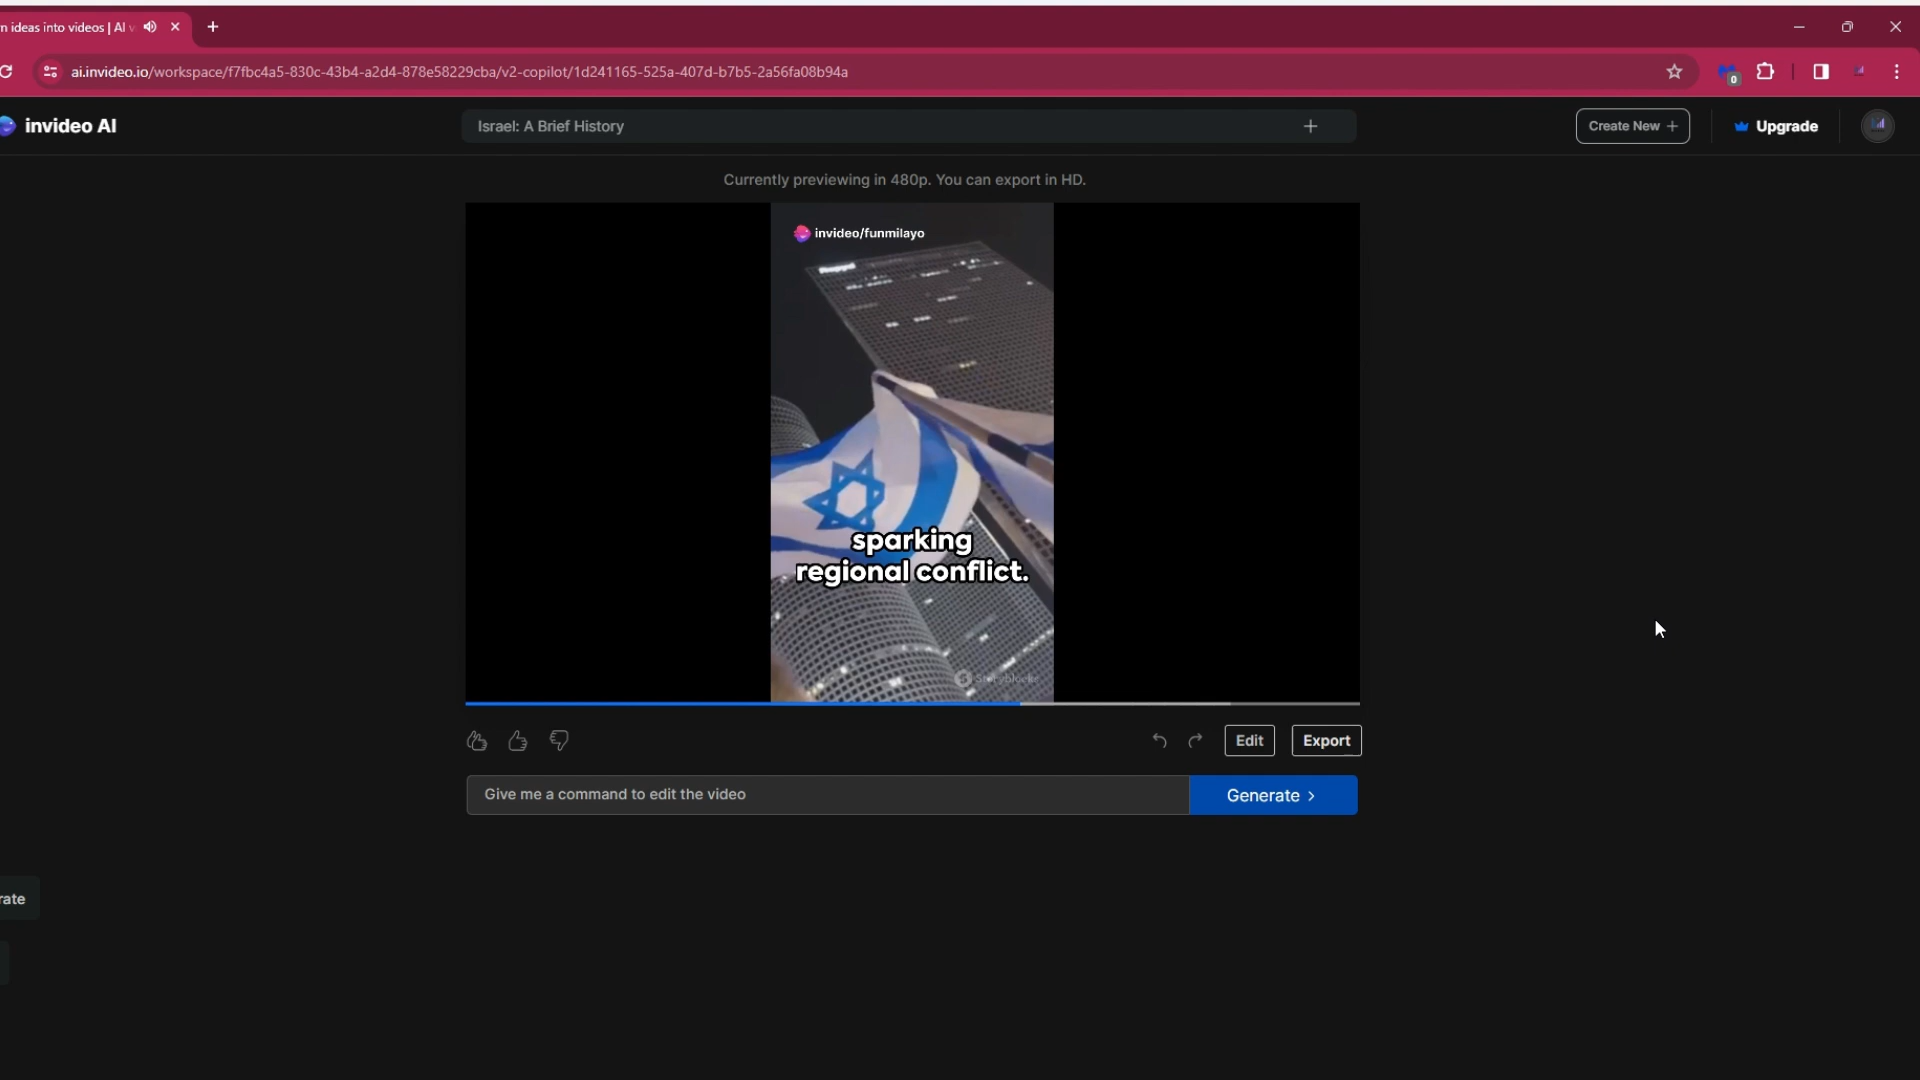 n ideas into videos | AI v
ai.invideo.io/workspace/f7fbc4a5-830c-43b4-a2d4-878e58229cba/v2-copilot/1d241165-525a-407d-b7b5-2a56fa08b94a
0
invideo AI
Israel: A Brief History
Create New
Upgrade
Currently previewing in 480p. You can export in HD.
invideo/funmilayo
sparking
regional conflict.
Storyblocks
Edit
Export
Give me a command to edit the video
Generate
rate